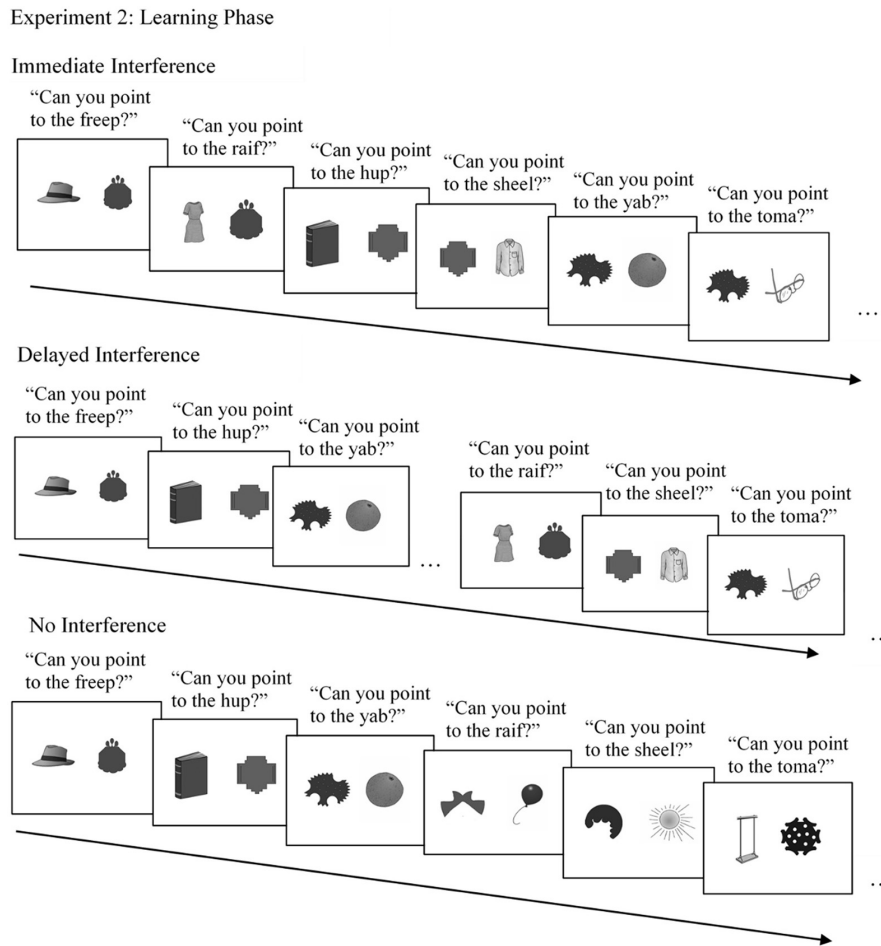 Experiment 2: Learning Phase
Immediate Interference
“Can you point
to the freep?”
“Can you point
to the raif?”
“Can you point
to the hup?”
“Can you point
to the sheel?”
“Can you point
to the yab?”
“Can you point
to the toma?”
...
Delayed Interference
“Can you point
to the freep?”
“Can you point
to the hup?”
“Can you point
to the yab?”
...
“Can you point
to the raif?”
“Can you point
to the sheel?”
“Can you point
to the toma?”
..
No Interference
“Can you point
to the freep?”
“Can you point
to the hup?”
“Can you point
to the yab?”
“Can you point
to the raif?”
“Can you point
to the sheel?”
“Can you point
to the toma?”
..